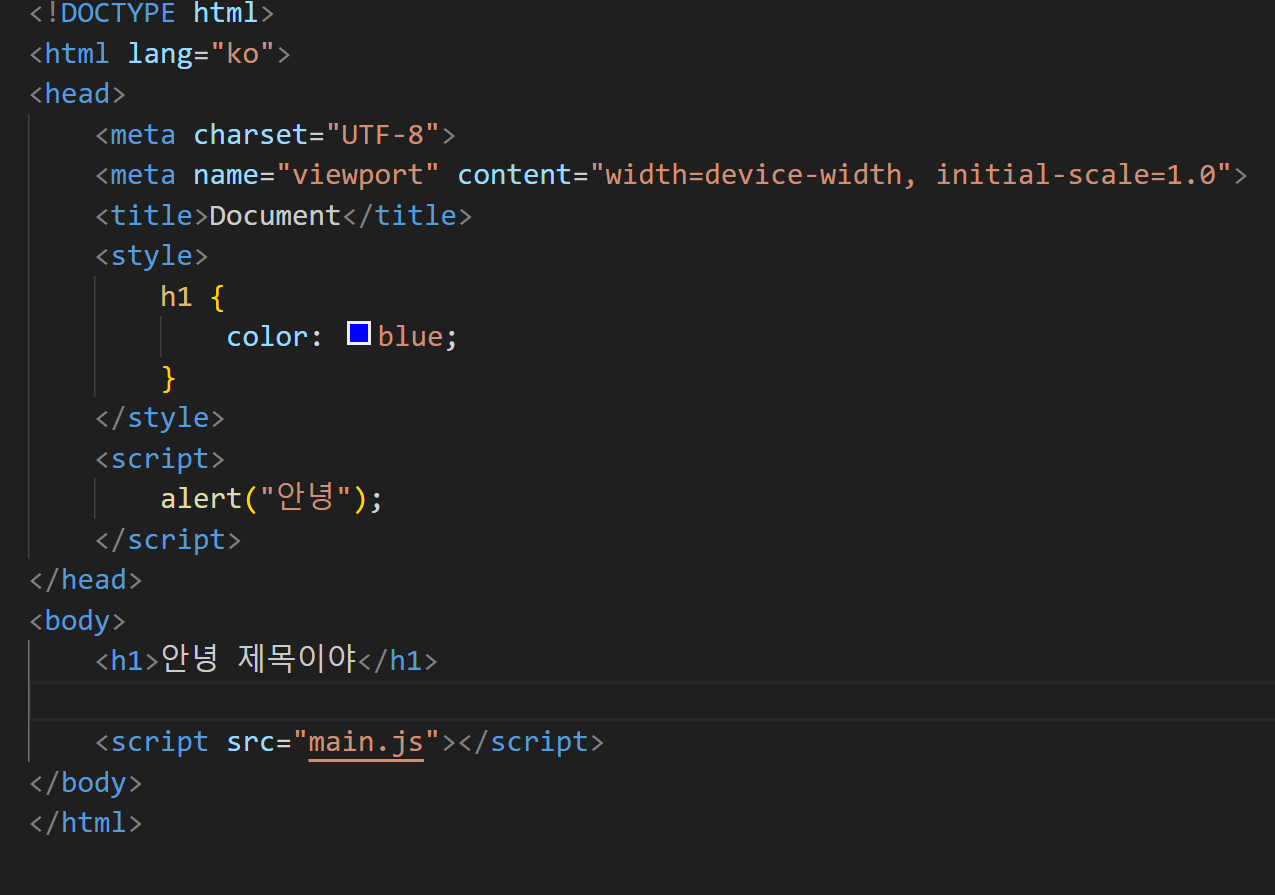 <!DOCTYPE html>
<html lang="ko">
<head>
    <meta charset="UTF-8">
    <meta name="viewport" content="width=device-width, initial-scale=1.0">
    <title>Document</title>
    <style>
        h1 {
            color: blue;
        }
    </style>
    <script>
        alert("안녕");
    </script>
</head>
<body>
    <h1>안녕 제목이야</h1>
    <script src="main.js"></script>
</body>
</html>